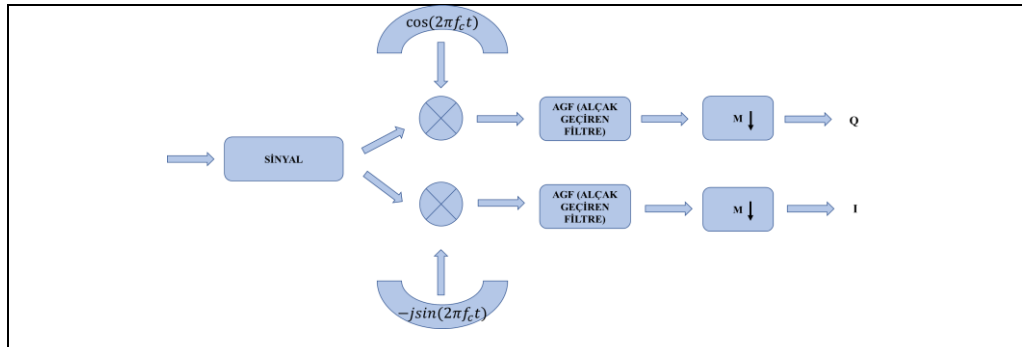 cos(2πf_c t)
AGF (ALÇAK
GEÇİREN
FİLTRE)
M
Q
SİNYAL
AGF (ALÇAK
GEÇİREN
FİLTRE)
M
I
−jsin(2πf_c t)